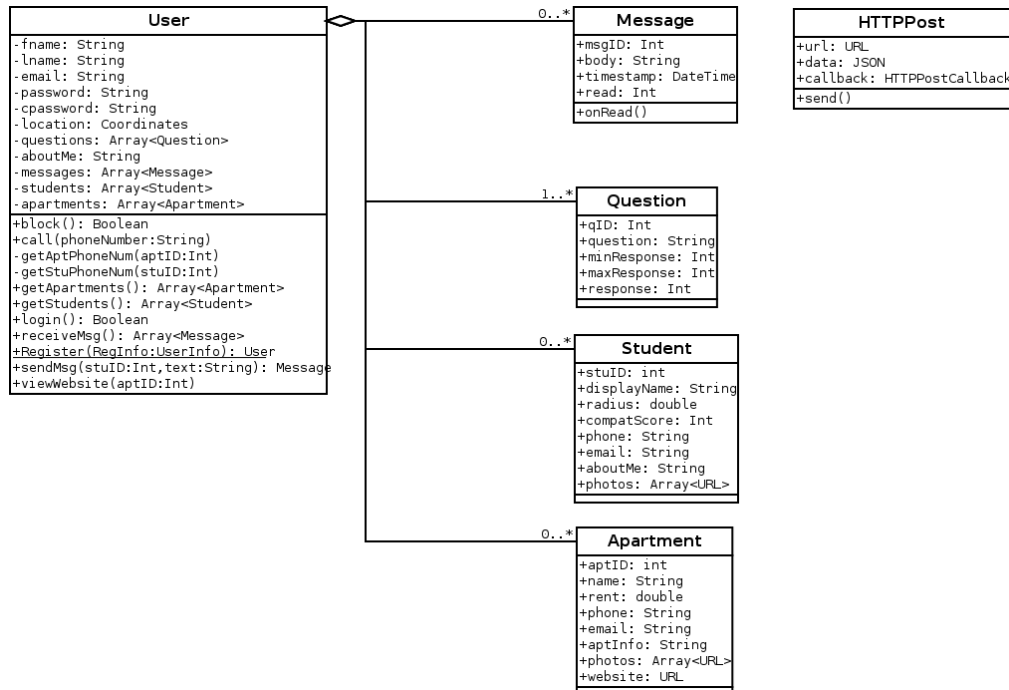 User
-fname: String
-lname: String
-email: String
-password: String
-cpassword: String
-location: Coordinates
-questions: Array<Question>
-aboutMe: String
-messages: Array<Message>
-students: Array<Student>
-apartments: Array<Apartment>
+block(): Boolean
+call(phoneNumber:String)
-getAptPhoneNum(aptID:Int)
-getStuPhoneNum(stuID:Int)
+getApartments(): Array<Apartment>
+getStudents(): Array<Student>
+login(): Boolean
+receiveMsg(): Array<Message>
+Register(RegInfo:UserInfo): User
+sendMsg(stuID:Int,text:String): Message
+viewWebsite(aptID:Int)
0..*
Message
+msgID: Int
+body: String
+timestamp: DateTime
+read: Int
+onRead()
HTTPPost
+url: URL
+data: JSON
+callback: HTTPPostCallback
+send()
1..*
Question
+qID: Int
+question: String
+minResponse: Int
+maxResponse: Int
+response: Int
0..*
Student
+stuID: int
+displayName: String
+radius: double
+compatScore: Int
+phone: String
+email: String
+aboutMe: String
+photos: Array<URL>
0..*
Apartment
+aptID: int
+name: String
+rent: double
+phone: String
+email: String
+aptInfo: String
+photos: Array<URL>
+website: URL